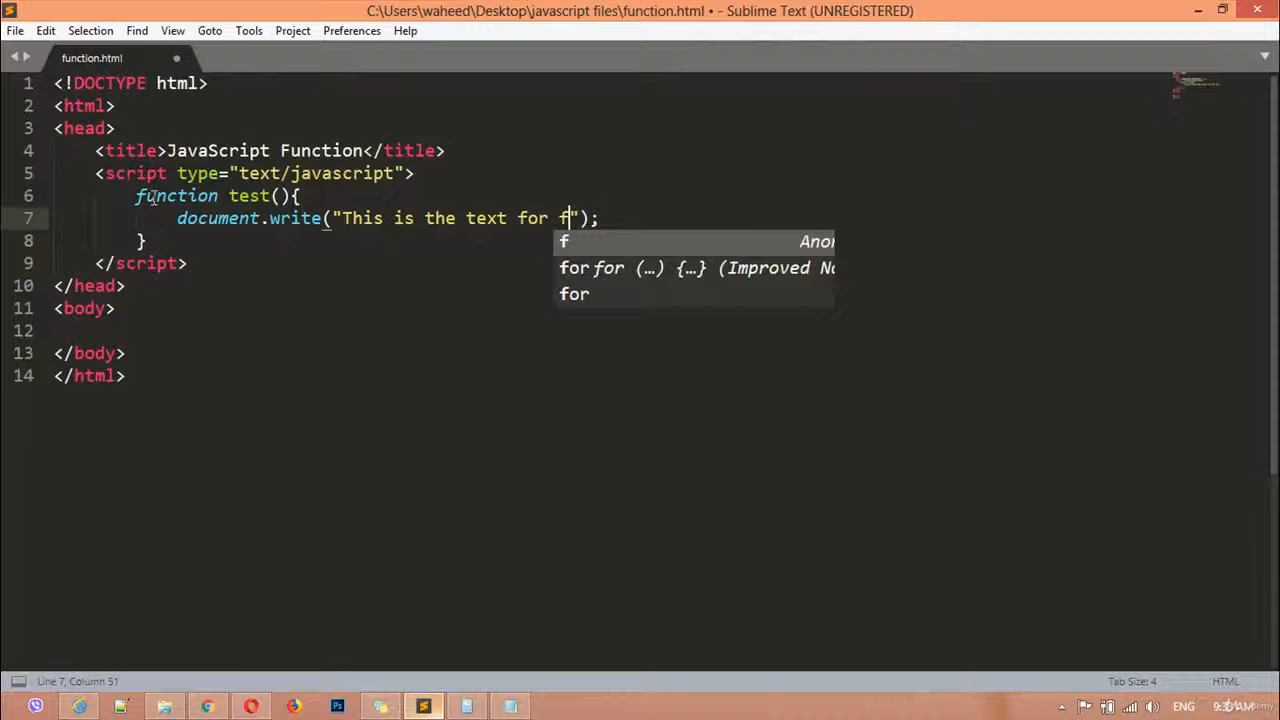 C:\Users\waheed\Desktop\javascript files\function.html • - Sublime Text (UNREGISTERED)
File Edit Selection Find View Goto Tools Project Preferences Help
function.html
1 <!DOCTYPE html>
2 <html>
3 <head>
4 <title>JavaScript Function</title>
5 <script type="text/javascript">
6 function test(){
7 document.write("This is the text for f");
8 }
9 </script>
10 </head>
11 <body>
12
13 </body>
14 </html>
f Anon
for for (…) {…} (Improved Na
for
Line 7, Column 51
Tab Size: 4
HTML
ENG
AM